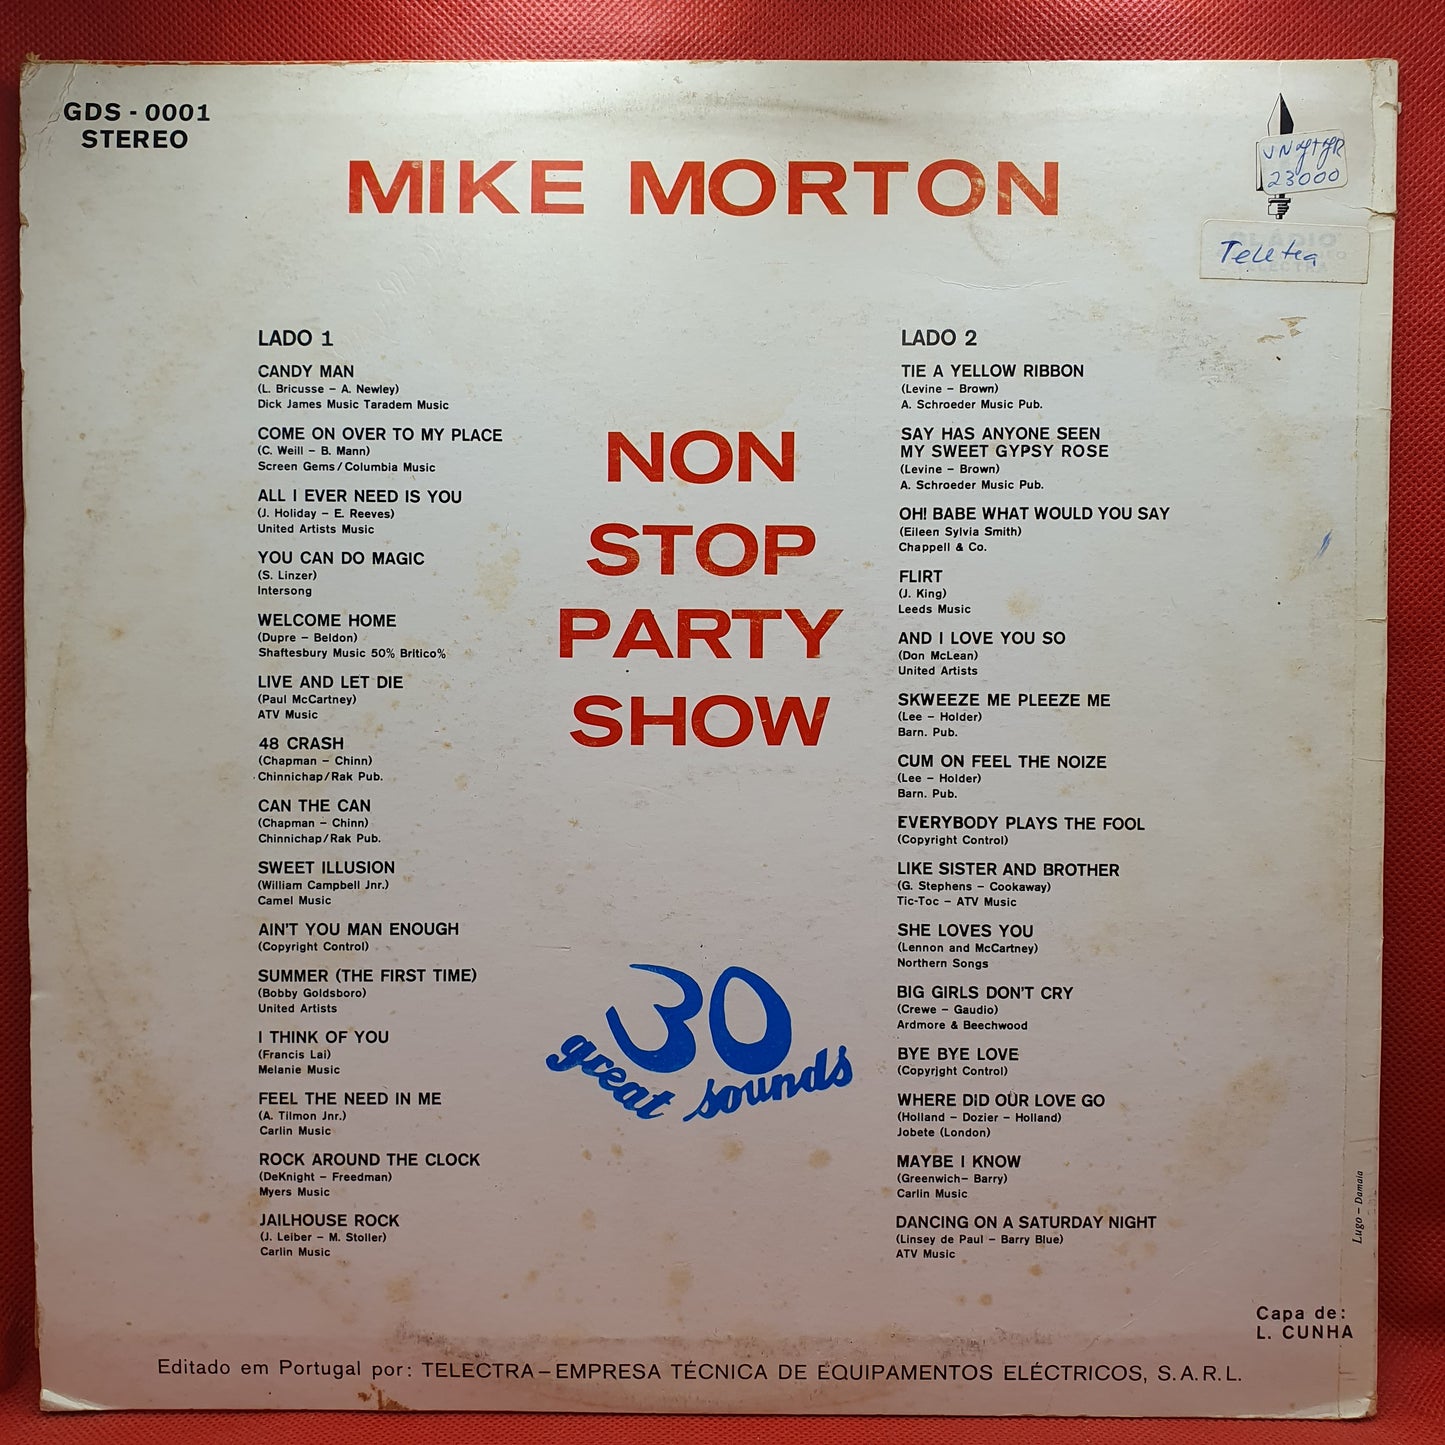 GDS - 0001
STEREO
MIKE MORTON
23000
NON
STOP
PARTY
SHOW
30
great sounds
LADO 1
CANDY MAN
(L. Bricusse – A. Newley)
Dick James Music Taradem Music
COME ON OVER TO MY PLACE
(C. Weill – B. Mann)
Screen Gems/Columbia Music
ALL I EVER NEED IS YOU
(J. Holiday – E. Reeves)
United Artists Music
YOU CAN DO MAGIC
(S. Linzer)
Intersong
WELCOME HOME
(Dupre – Beldon)
Shaftesbury Music 50% Britico%
LIVE AND LET DIE
(Paul McCartney)
ATV Music
48 CRASH
(Chapman – Chinn)
Chinnichap/Rak Pub.
CAN THE CAN
(Chapman – Chinn)
Chinnichap/Rak Pub.
SWEET ILLUSION
(William Campbell Jnr.)
Camel Music
AIN'T YOU MAN ENOUGH
(Copyright Control)
SUMMER (THE FIRST TIME)
(Bobby Goldsboro)
United Artists
I THINK OF YOU
(Francis Lai)
Melanie Music
FEEL THE NEED IN ME
(A. Tilmon Jnr.)
Carlin Music
ROCK AROUND THE CLOCK
(DeKnight – Freedman)
Myers Music
JAILHOUSE ROCK
(J. Leiber – M. Stoller)
Carlin Music
LADO 2
TIE A YELLOW RIBBON
(Levine – Brown)
A. Schroeder Music Pub.
SAY HAS ANYONE SEEN
MY SWEET GYPSY ROSE
(Levine – Brown)
A. Schroeder Music Pub.
OH! BABE WHAT WOULD YOU SAY
(Eileen Sylvia Smith)
Chappell & Co.
FLIRT
(J. King)
Leeds Music
AND I LOVE YOU SO
(Don McLean)
United Artists
SKWEEZE ME PLEEZE ME
(Lee – Holder)
Barn. Pub.
CUM ON FEEL THE NOIZE
(Lee – Holder)
Barn. Pub.
EVERYBODY PLAYS THE FOOL
(Copyright Control)
LIKE SISTER AND BROTHER
(G. Stephens – Cookaway)
Tic-Toc – ATV Music
SHE LOVES YOU
(Lennon and McCartney)
Northern Songs
BIG GIRLS DON'T CRY
(Crewe – Gaudio)
Ardmore & Beechwood
BYE BYE LOVE
(Copyright Control)
WHERE DID OUR LOVE GO
(Holland – Dozier – Holland)
Jobete (London)
MAYBE I KNOW
(Greenwich– Barry)
Carlin Music
DANCING ON A SATURDAY NIGHT
(Linsey de Paul – Barry Blue)
ATV Music
Lugo – Damaia
Capa de:
L. CUNHA
Editado em Portugal por: TELECTRA – EMPRESA TÉCNICA DE EQUIPAMENTOS ELÉCTRICOS, S.A.R.L.